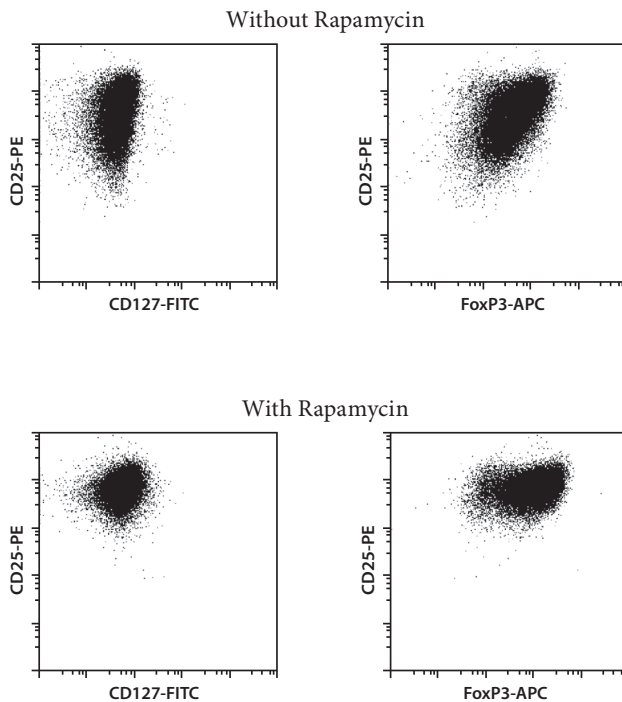 Without Rapamycin
CD25-PE
CD127-FITC
CD25-PE
FoxP3-APC
With Rapamycin
CD25-PE
CD127-FITC
CD25-PE
FoxP3-APC